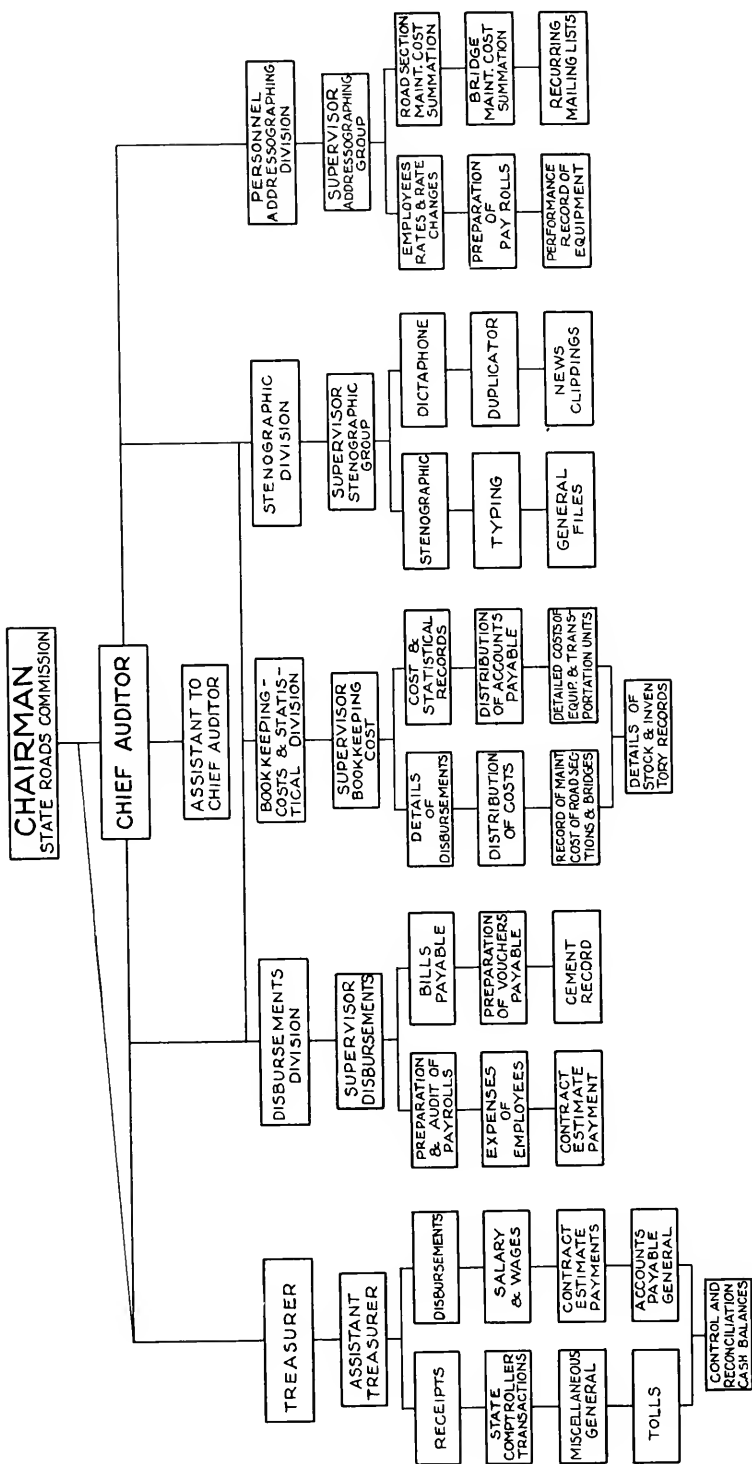 CHAIRMAN
STATE ROADS COMMISSION
CHIEF AUDITOR
ASSISTANT TO
CHIEF AUDITOR
TREASURER
ASSISTANT
TREASURER
RECEIPTS
STATE
COMPTROLLER
TRANSACTIONS
MISCELLANEOUS
GENERAL
TOLLS
DISBURSEMENTS
SALARY
& WAGES
CONTRACT
ESTIMATE
PAYMENTS
ACCOUNTS
PAYABLE
GENERAL
CONTROL AND
RECONCILIATION
CASH BALANCES
DISBURSEMENTS
DIVISION
SUPERVISOR
DISBURSEMENTS
PREPARATION
& AUDIT OF
PAYROLLS
EXPENSES
OF
EMPLOYEES
CONTRACT
ESTIMATE
PAYMENT
BILLS
PAYABLE
PREPARATION
OF VOUCHERS
PAYABLE
CEMENT
RECORD
BOOKKEEPING-
COSTS & STATIS-
TICAL DIVISION
SUPERVISOR
BOOKKEEPING
COST
DETAILS
OF
DISBURSEMENTS
DISTRIBUTION
OF COSTS
RECORD OF MAINT
COST OF ROAD SEC-
TIONS & BRIDGES
COST &
STATISTICAL
RECORDS
DISTRIBUTION
OF ACCOUNTS
PAYABLE
DETAILED COSTS OF
EQUIP. & TRANS-
PORTATION UNITS
DETAILS OF
STOCK & INVEN
TORY RECORDS
STENOGRAPHIC
DIVISION
SUPERVISOR
STENOGRAPHIC
GROUP
STENOGRAPHIC
TYPING
GENERAL
FILES
DICTAPHONE
DUPLICATOR
NEWS
CLIPPINGS
PERSONNEL
ADDRESSOGRAPHING
DIVISION
SUPERVISOR
ADDRESSOGRAPHING
GROUP
EMPLOYEES
RATES & RATE
CHANGES
PREPARATION
OF
PAY ROLLS
PERFORMANCE
RECORD OF
EQUIPMENT
ROAD SECTION
MAINT. COST
SUMMATION
BRIDGE
MAINT. COST
SUMMATION
RECURRING
MAILING LISTS